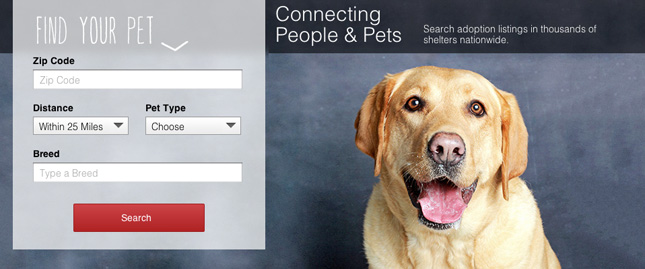 FIND YOUR PET
Zip Code
Zip Code
Distance
Pet Type
Within 25 Miles
Choose
Breed
Type a Breed
Search
Connecting
People & Pets
Search adoption listings in thousands of
shelters nationwide.